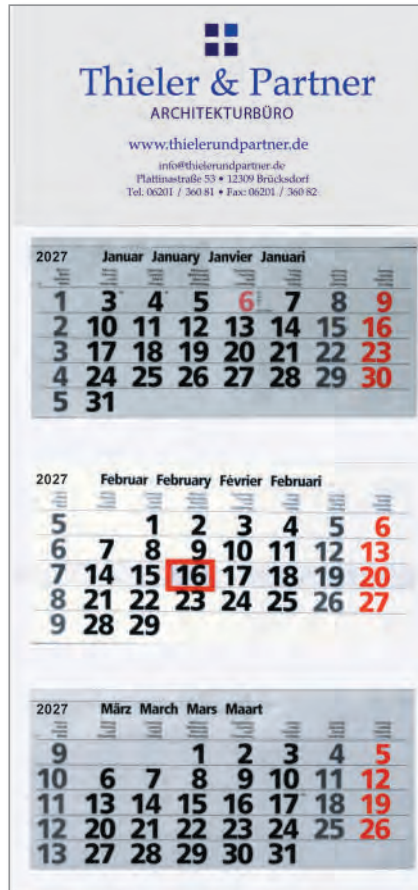 Thieler & Partner
ARCHITEKTURBÜRO
www.thielerundpartner.de
info@thielerundpartner.de
Plattinastraße 53 • 12309 Brücksdorf
Tel: 06201 / 360 81 • Fax: 06201 / 360 82
2027 Januar January Janvier Januari
1 3 4 5 6 7 8 9
2 10 11 12 13 14 15 16
3 17 18 19 20 21 22 23
4 24 25 26 27 28 29 30
5 31
2027 Februar February Février Februari
5 1 2 3 4 5 6
6 7 8 9 10 11 12 13
7 14 15 16 17 18 19 20
8 21 22 23 24 25 26 27
9 28 29
2027 März March Mars Maart
9 1 2 3 4 5
10 6 7 8 9 10 11 12
11 13 14 15 16 17 18 19
12 20 21 22 23 24 25 26
13 27 28 29 30 31